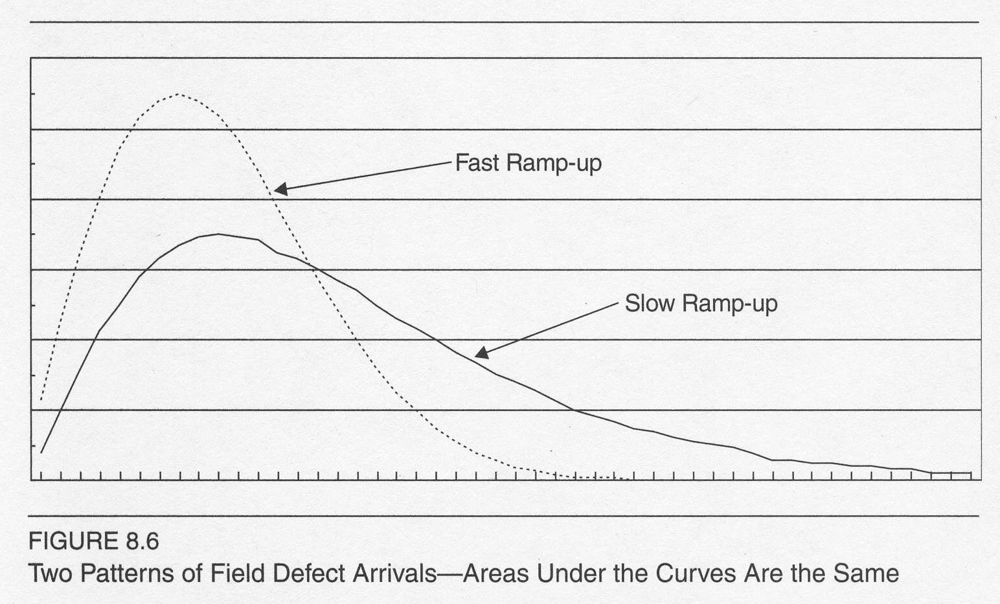 Fast Ramp-up
Slow Ramp-up
FIGURE 8.6
Two Patterns of Field Defect Arrivals—Areas Under the Curves Are the Same